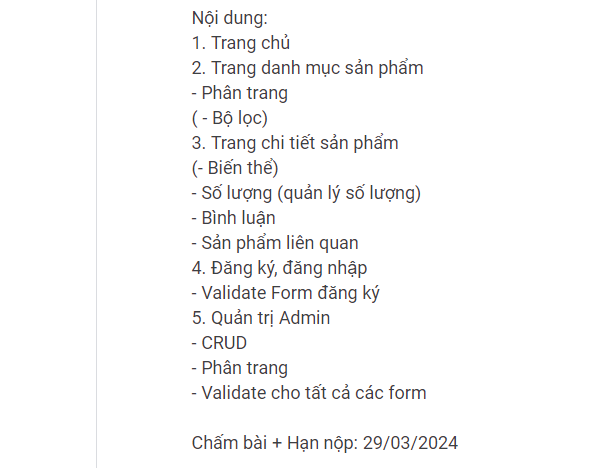 Nội dung:
1. Trang chủ
2. Trang danh mục sản phẩm
- Phân trang
( - Bộ lọc)
3. Trang chi tiết sản phẩm
(- Biến thể)
- Số lượng (quản lý số lượng)
- Bình luận
- Sản phẩm liên quan
4. Đăng ký, đăng nhập
- Validate Form đăng ký
5. Quản trị Admin
- CRUD
- Phân trang
- Validate cho tất cả các form
Chấm bài + Hạn nộp: 29/03/2024